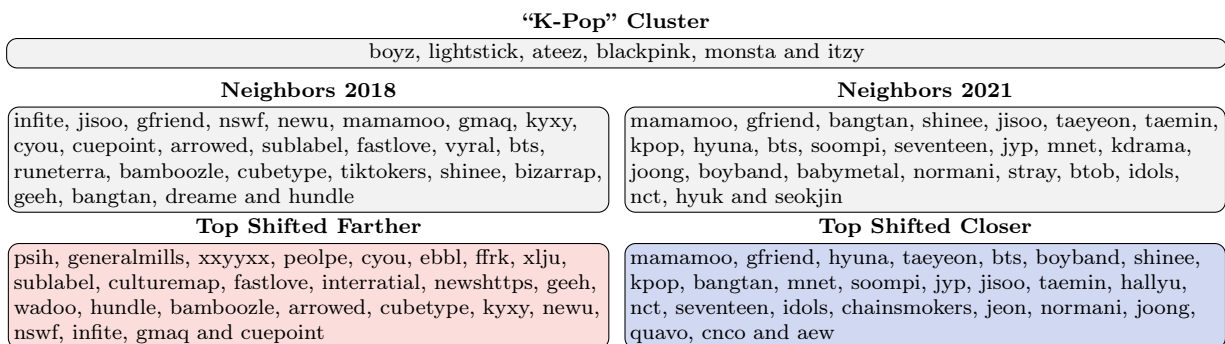 “K-Pop” Cluster
boyz, lightstick, ateez, blackpink, monsta and itzy
Neighbors 2018
infite, jisoo, gfriend, nswf, newu, mamamoo, gmaq, kyxy,
cyou, cuepoint, arrowed, sublabel, fastlove, vyral, bts,
runeterra, bamboozle, cubetype, tiktokers, shinee, bizarrap,
geeh, bangtan, dreame and hundle
Neighbors 2021
mamamoo, gfriend, bangtan, shinee, jisoo, taeyeon, taemin,
kpop, hyuna, bts, soompi, seventeen, jyp, mnet, kdrama,
joong, boyband, babymetal, normani, stray, btob, idols,
nct, hyuk and seokjin
Top Shifted Farther
psih, generalmills, xxyyxx, peolpe, cyou, ebbl, ffrk, xlju,
sublabel, culturemap, fastlove, interratial, newshttps, geeh,
wadoo, hundle, bamboozle, arrowed, cubetype, kyxy, newu,
nswf, infite, gmaq and cuepoint
Top Shifted Closer
mamamoo, gfriend, hyuna, taeyeon, bts, boyband, shinee,
kpop, bangtan, mnet, soompi, jyp, jisoo, taemin, hallyu,
nct, seventeen, idols, chainsmokers, jeon, normani, joong,
quavo, cnco and aew